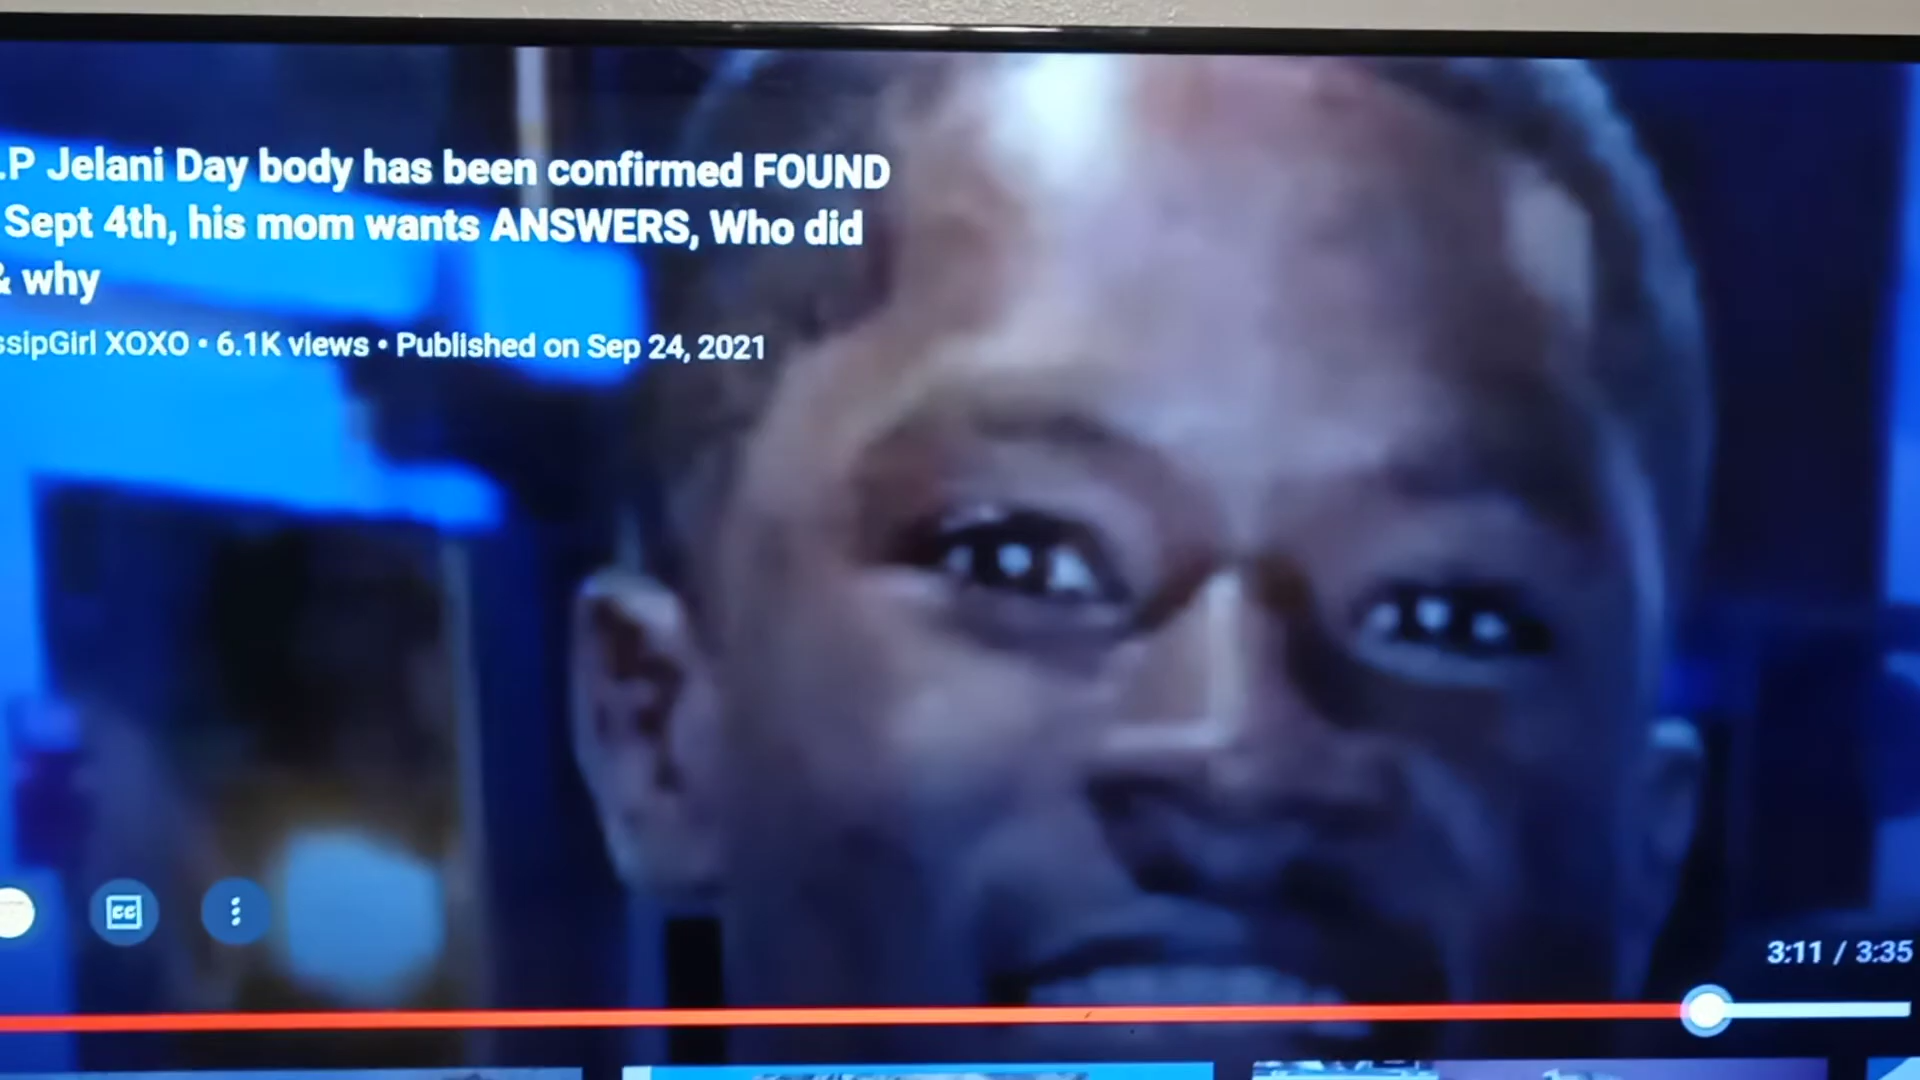 .P Jelani Day body has been confirmed FOUND
Sept 4th, his mom wants ANSWERS, Who did
& why
ssipGirl XOXO • 6.1K views • Published on Sep 24, 2021
CC
3:11 / 3:35